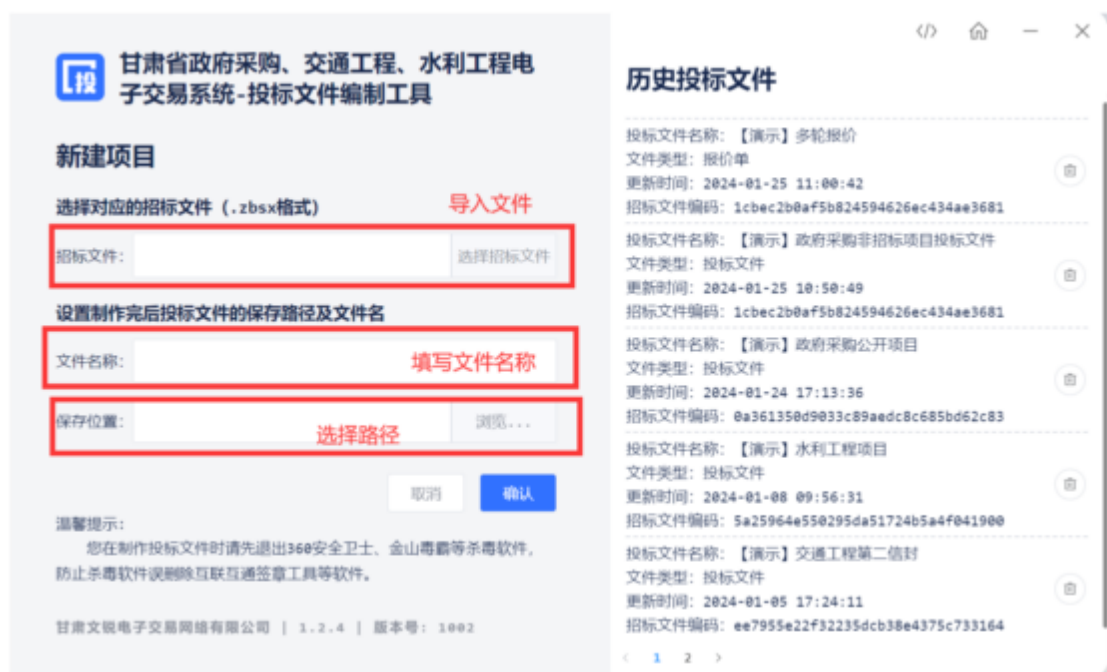 投
甘肃省政府采购、交通工程、水利工程电
子交易系统-投标文件编制工具
新建项目
选择对应的招标文件（.zbsx格式）
导入文件
招标文件：
选择招标文件
设置制作完后投标文件的保存路径及文件名
文件名称：
填写文件名称
保存位置：
选择路径
浏览...
取消
确认
温馨提示：
您在制作投标文件时请先退出360安全卫士、金山毒霸等杀毒软件，
防止杀毒软件误删除互联互通签章工具等软件。
甘肃文锐电子交易网络有限公司 | 1.2.4 | 版本号: 1002
</>
历史投标文件
投标文件名称：【演示】多轮报价
文件类型：报价单
更新时间：2024-01-25 11:00:42
招标文件编码：1cbec2b0af5b824594626ec434ae3681
投标文件名称：【演示】政府采购非招标项目投标文件
文件类型：投标文件
更新时间：2024-01-25 10:50:49
招标文件编码：1cbec2b0af5b824594626ec434ae3681
投标文件名称：【演示】政府采购公开项目
文件类型：投标文件
更新时间：2024-01-24 17:13:36
招标文件编码：0a361350d9033c89aedc8c685bd62c83
投标文件名称：【演示】水利工程项目
文件类型：投标文件
更新时间：2024-01-08 09:56:31
招标文件编码：5a25964e550295da51724b5a4f041900
投标文件名称：【演示】交通工程第二信封
文件类型：投标文件
更新时间：2024-01-05 17:24:11
招标文件编码：ee7955e22f32235dcb38e4375c733164
< 1 2 >